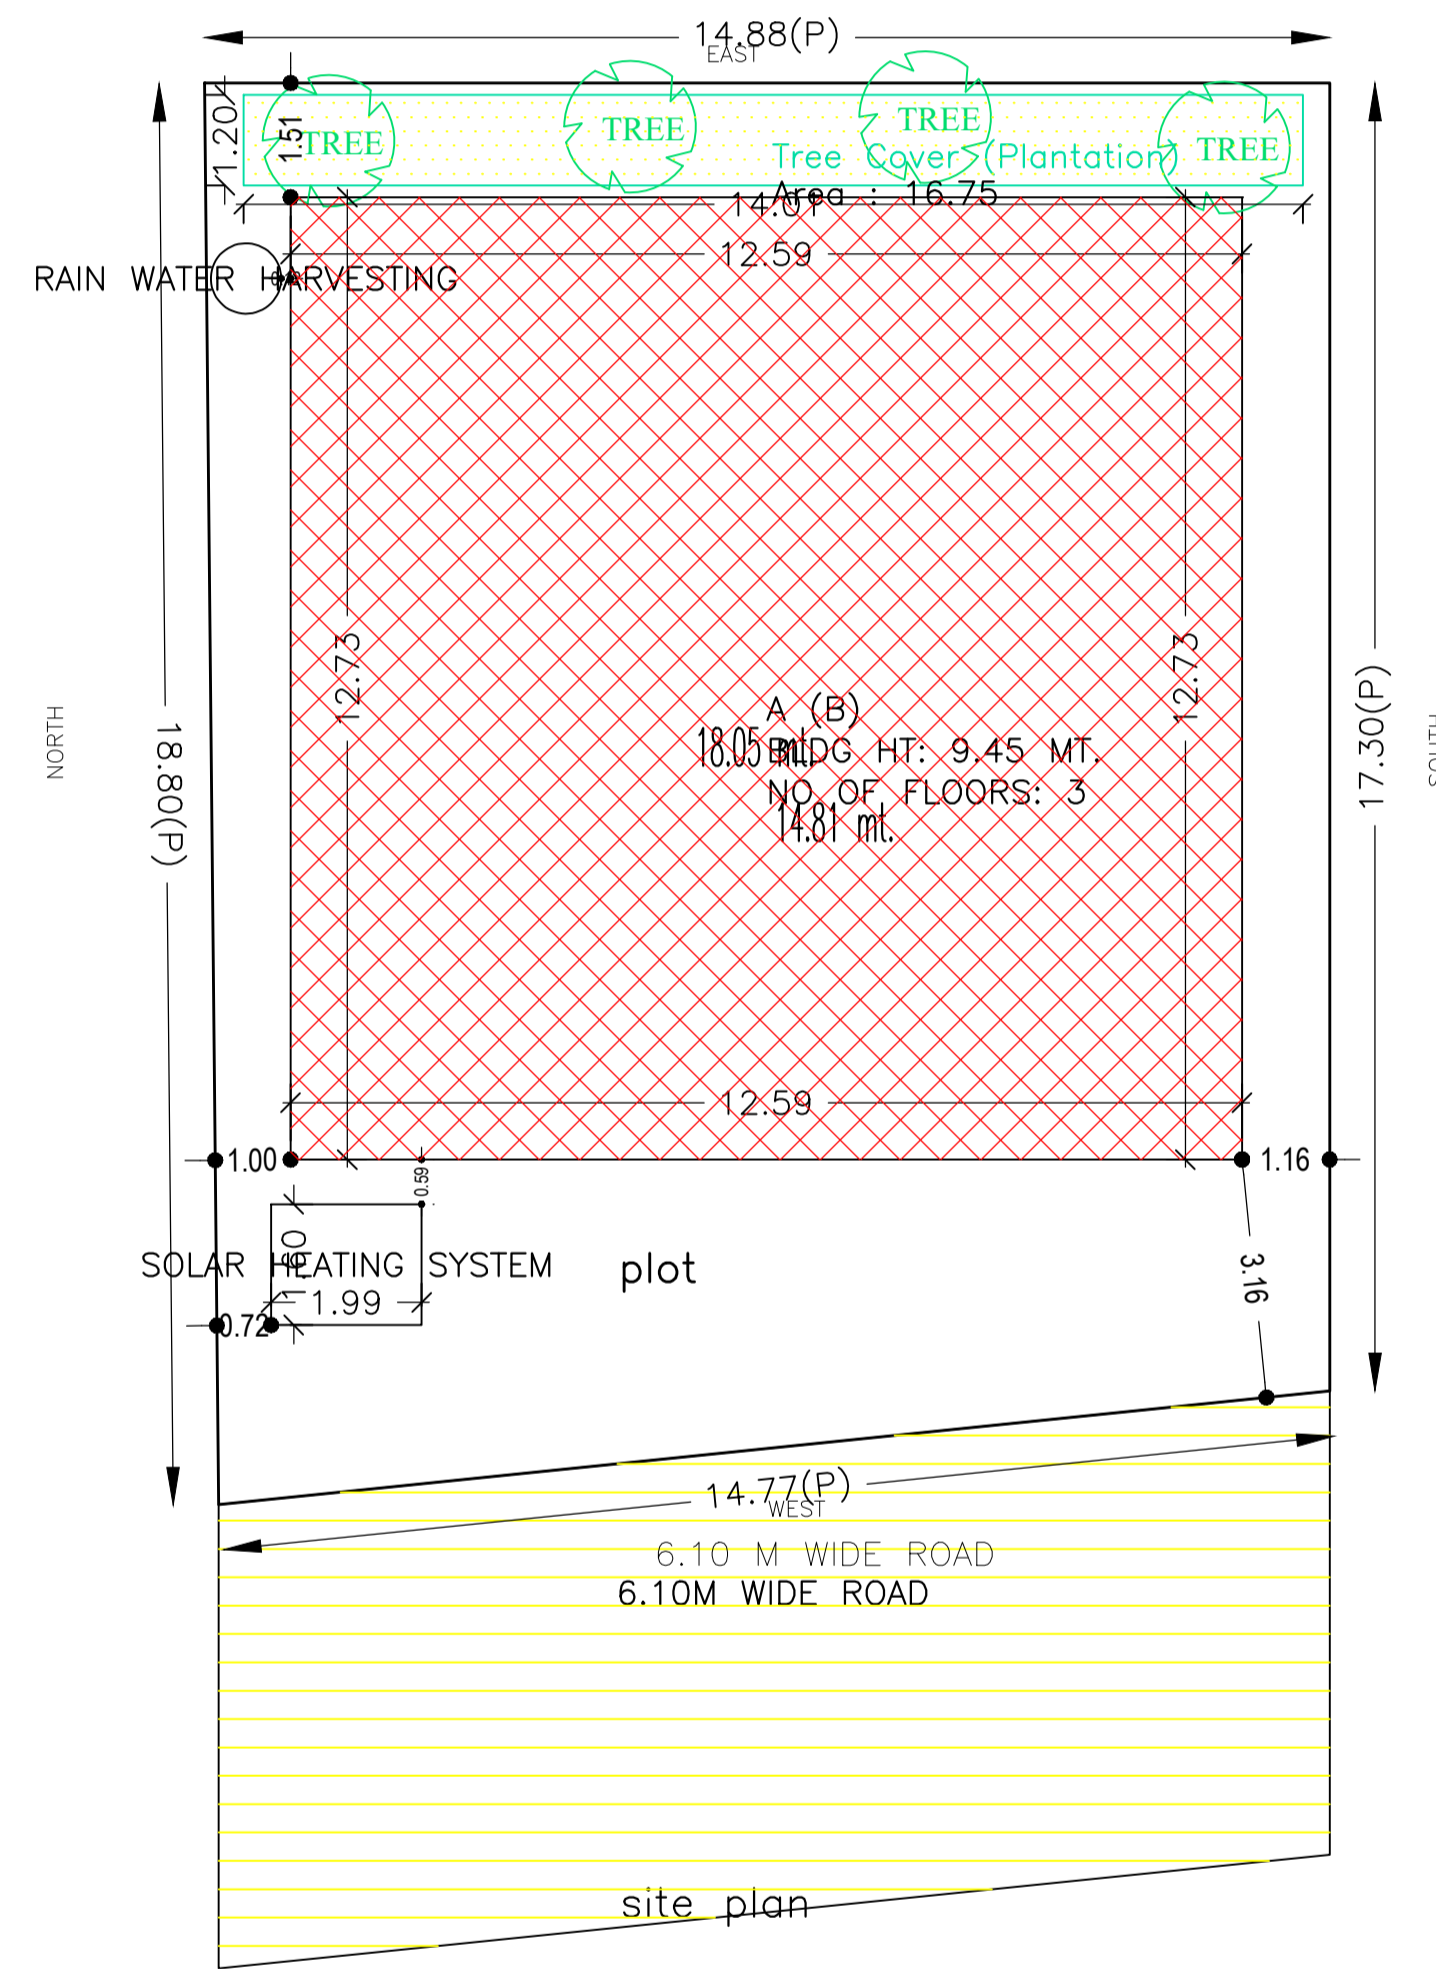 14.88(P)
EAST
1.20
1.51
TREE
TREE
TREE
TREE
Tree Cover (Plantation)
Area : 16.75
12.59
RAIN WATER HARVESTING
12.73
12.73
NORTH
18.80(P)
17.30(P)
SOUTH
A (B)
18.05 mt.
BLDG HT: 9.45 MT.
NO OF FLOORS: 3
14.81 mt.
12.59
1.00
1.16
0.59
SOLAR HEATING SYSTEM
1.60
plot
3.16
1.99
0.72
14.77(P)
WEST
6.10 M WIDE ROAD
6.10M WIDE ROAD
site plan